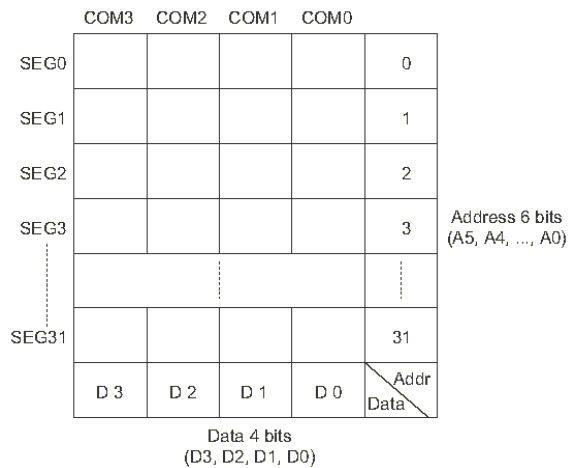 COM3 COM2 COM1 COM0
SEG0 0
SEG1 1
SEG2 2
SEG3 3
Address 6 bits
(A5, A4, ..., A0)
SEG31 31
D 3 D 2 D 1 D 0 Addr
Data
Data 4 bits
(D3, D2, D1, D0)